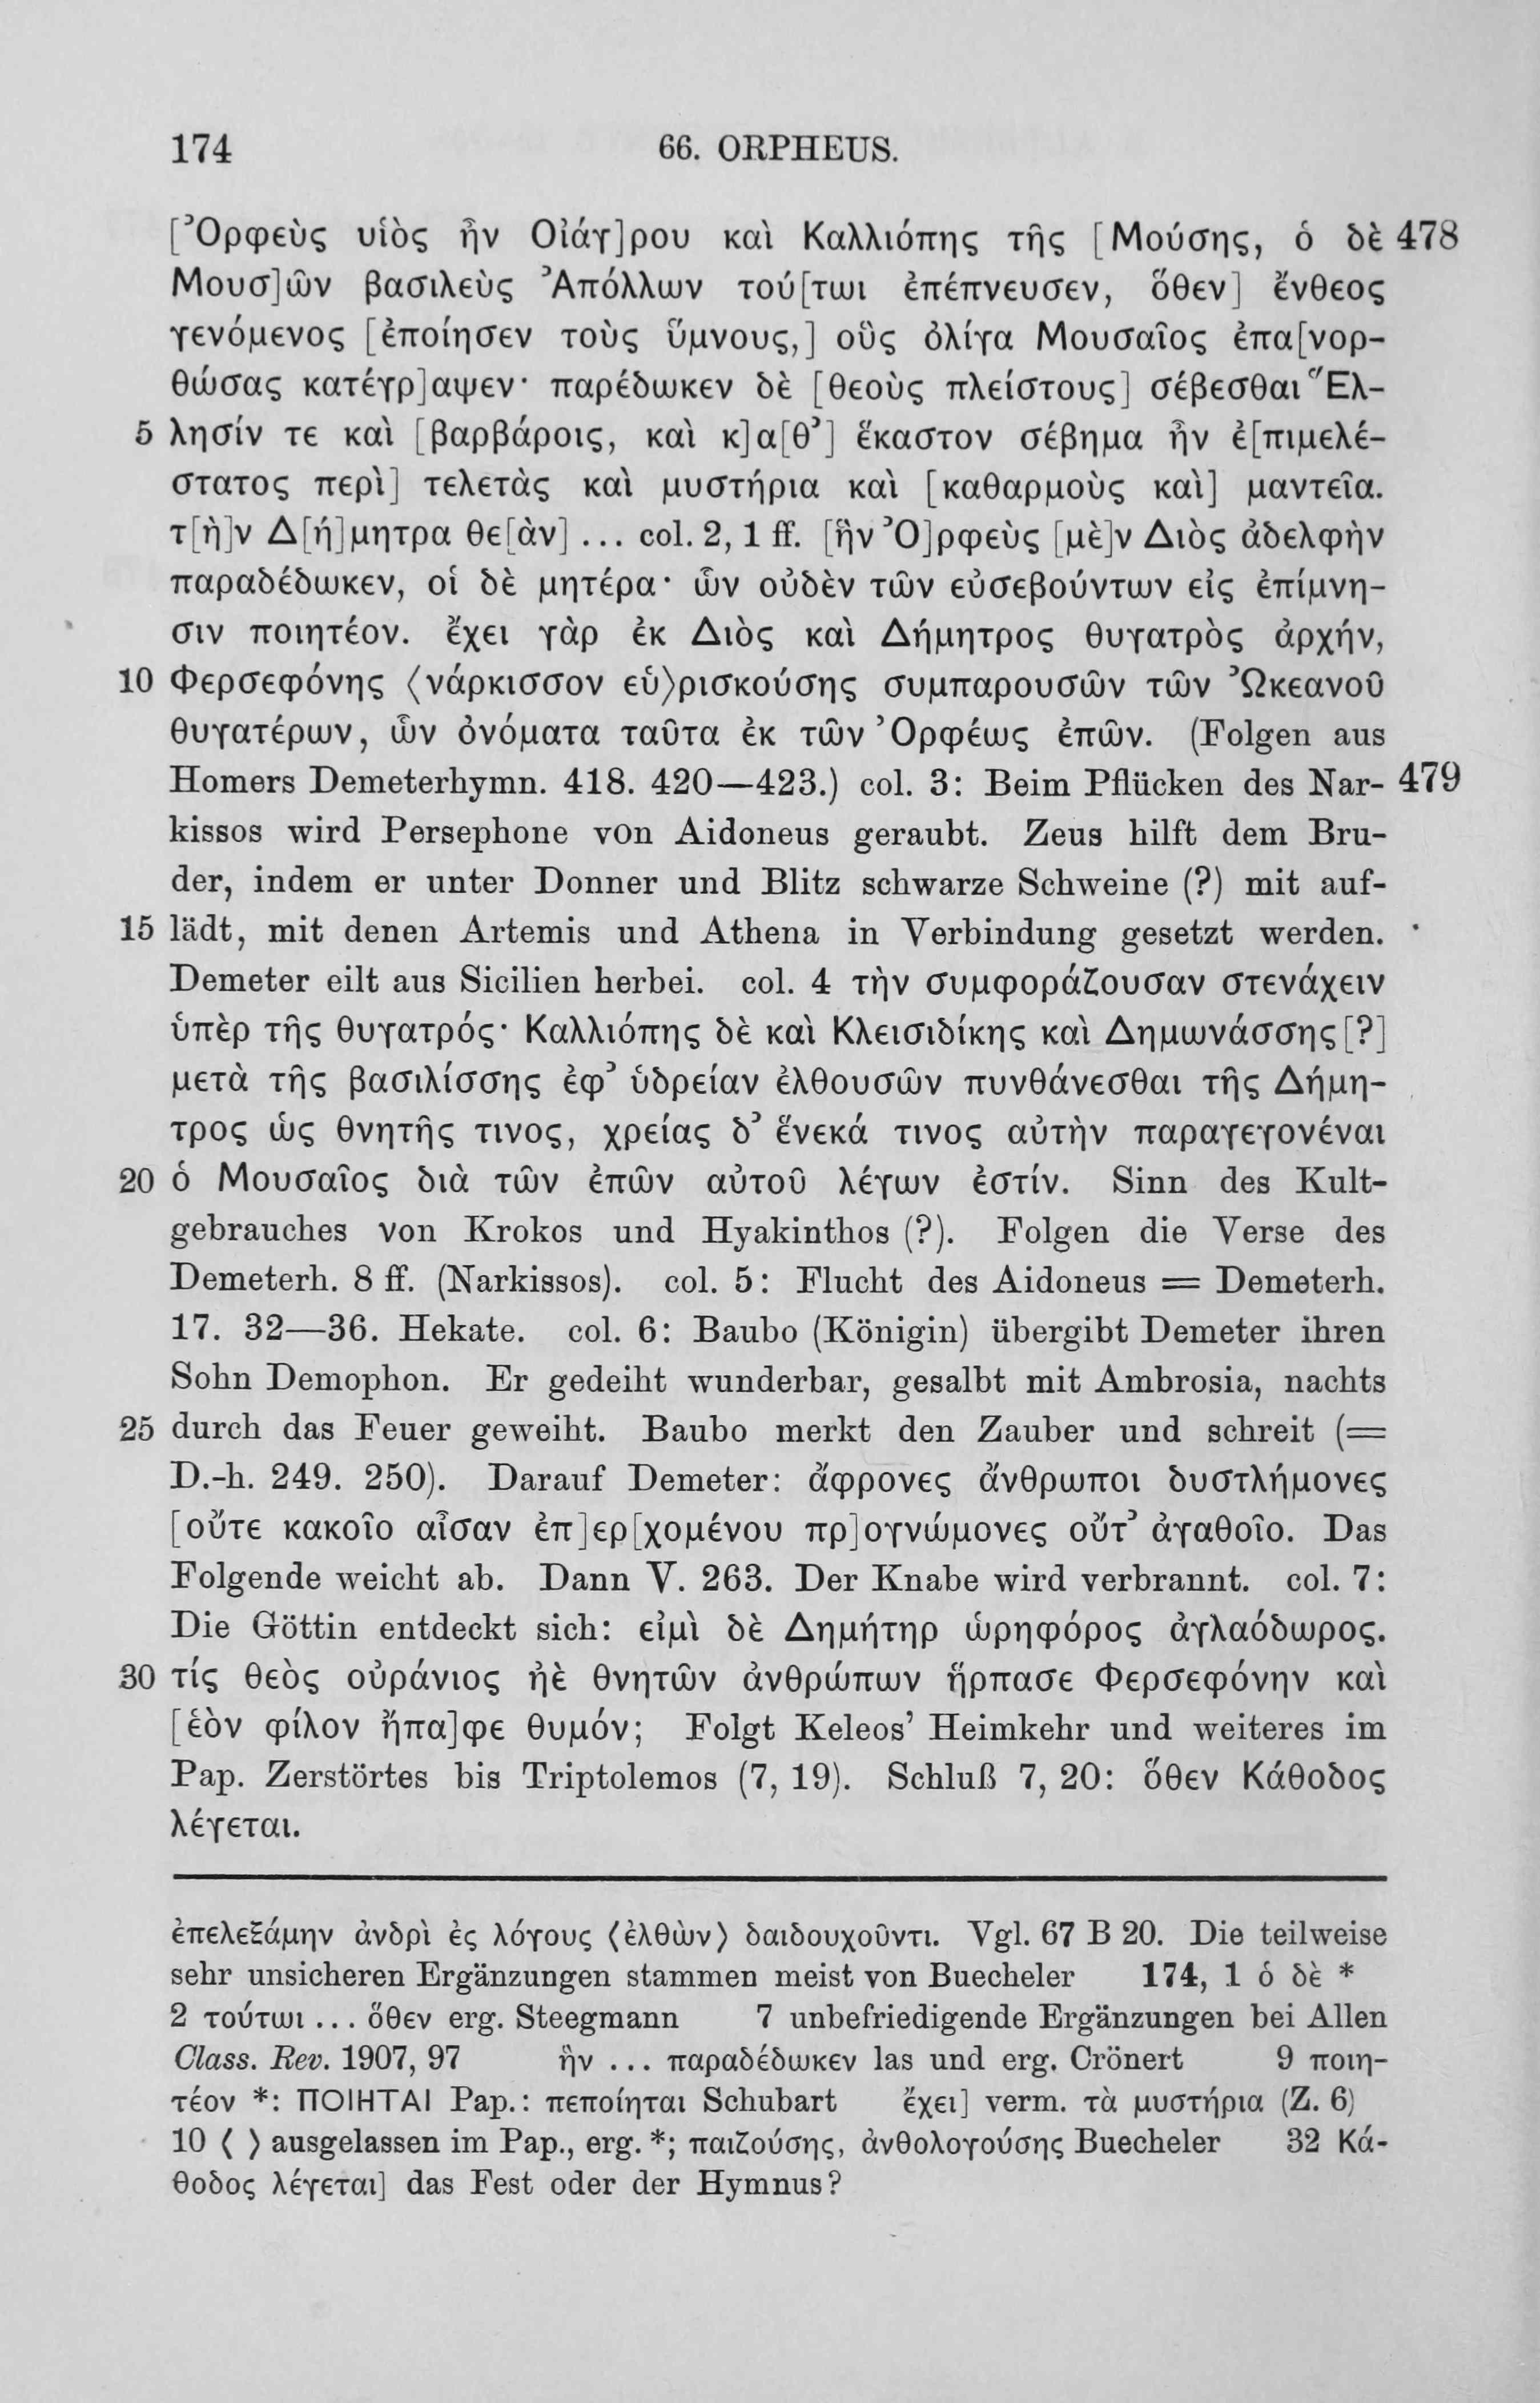 174 66. ORPHEUS.
[Ὀρφεὺς υἱὸς ἦν Οἰάγ]ρου καὶ Καλλιόπης τῆς [Μούσης, ὁ δὲ 478
Μουσ]ῶν βασιλεὺς Ἀπόλλων τού[τωι ἐπέπνευσεν, ὅθεν] ἔνθεος
γενόμενος [ἐποίησεν τοὺς ὕμνους,] οὓς ὀλίγα Μουσαῖος ἐπα[νορ-
θώσας κατέγρ]αψεν· παρέδωκεν δὲ [θεοὺς πλείστους] σέβεσθαι Ἕλ-
5 λησίν τε καὶ [βαρβάροις, καὶ κ]α[θ’] ἕκαστον σέβημα ἦν ἐ[πιμελέ-
στατος περὶ] τελετὰς καὶ μυστήρια καὶ [καθαρμοὺς καὶ] μαντεῖα.
τ[ὴ]ν Δ[ή]μητρα θε[ὰν] ... col. 2, 1 ff. [ἣν Ὀ]ρφεὺς [μὲ]ν Διὸς ἀδελφὴν
παραδέδωκεν, οἱ δὲ μητέρα· ὧν οὐδὲν τῶν εὐσεβούντων εἰς ἐπίμνη-
σιν ποιητέον. ἔχει γὰρ ἐκ Διὸς καὶ Δήμητρος θυγατρὸς ἀρχήν,
10 Φερσεφόνης ⟨νάρκισσον εὑ⟩ρισκούσης συμπαρουσῶν τῶν Ὠκεανοῦ
θυγατέρων, ὧν ὀνόματα ταῦτα ἐκ τῶν Ὀρφέως ἐπῶν. (Folgen aus
Homers Demeterhymn. 418. 420—423.) col. 3: Beim Pflücken des Nar- 479
kissos wird Persephone von Aidoneus geraubt. Zeus hilft dem Bru-
der, indem er unter Donner und Blitz schwarze Schweine (?) mit auf-
15 lädt, mit denen Artemis und Athena in Verbindung gesetzt werden.
Demeter eilt aus Sicilien herbei. col. 4 τὴν συμφοράζουσαν στενάχειν
ὑπὲρ τῆς θυγατρός· Καλλιόπης δὲ καὶ Κλεισιδίκης καὶ Δημωνάσσης [?]
μετὰ τῆς βασιλίσσης ἐφ’ ὑδρείαν ἐλθουσῶν πυνθάνεσθαι τῆς Δήμη-
τρος ὡς θνητῆς τινος, χρείας δ’ ἕνεκά τινος αὐτὴν παραγεγονέναι
20 ὁ Μουσαῖος διὰ τῶν ἐπῶν αὐτοῦ λέγων ἐστίν. Sinn des Kult-
gebrauches von Krokos und Hyakinthos (?). Folgen die Verse des
Demeterh. 8 ff. (Narkissos). col. 5: Flucht des Aidoneus = Demeterh.
17. 32—36. Hekate. col. 6: Baubo (Königin) übergibt Demeter ihren
Sohn Demophon. Er gedeiht wunderbar, gesalbt mit Ambrosia, nachts
25 durch das Feuer geweiht. Baubo merkt den Zauber und schreit (=
D.-h. 249. 250). Darauf Demeter: ἄφρονες ἄνθρωποι δυστλήμονες
[οὔτε κακοῖο αἶσαν ἐπ]ερ[χομένου πρ]ογνώμονες οὔτ’ ἀγαθοῖο. Das
Folgende weicht ab. Dann V. 263. Der Knabe wird verbrannt. col. 7:
Die Göttin entdeckt sich: εἰμὶ δὲ Δημήτηρ ὡρηφόρος ἀγλαόδωρος.
30 τίς θεὸς οὐράνιος ἠὲ θνητῶν ἀνθρώπων ἥρπασε Φερσεφόνην καὶ
[ἑὸν φίλον ἤπα]φε θυμόν; Folgt Keleos’ Heimkehr und weiteres im
Pap. Zerstörtes bis Triptolemos (7, 19). Schluß 7, 20: ὅθεν Κάθοδος
λέγεται.
ἐπελεξάμην ἀνδρὶ ἐς λόγους ⟨ἐλθὼν⟩ δαιδουχοῦντι. Vgl. 67 B 20. Die teilweise
sehr unsicheren Ergänzungen stammen meist von Buecheler 174, 1 ὁ δὲ *
2 τούτωι ... ὅθεν erg. Steegmann 7 unbefriedigende Ergänzungen bei Allen
Class. Rev. 1907, 97 ἣν ... παραδέδωκεν las und erg. Crönert 9 ποιη-
τέον *: ΠΟΙΗΤΑΙ Pap.: πεποίηται Schubart ἔχει] verm. τὰ μυστήρια (Z. 6)
10 ⟨ ⟩ ausgelassen im Pap., erg. *; παιζούσης, ἀνθολογούσης Buecheler 32 Κά-
θοδος λέγεται] das Fest oder der Hymnus?